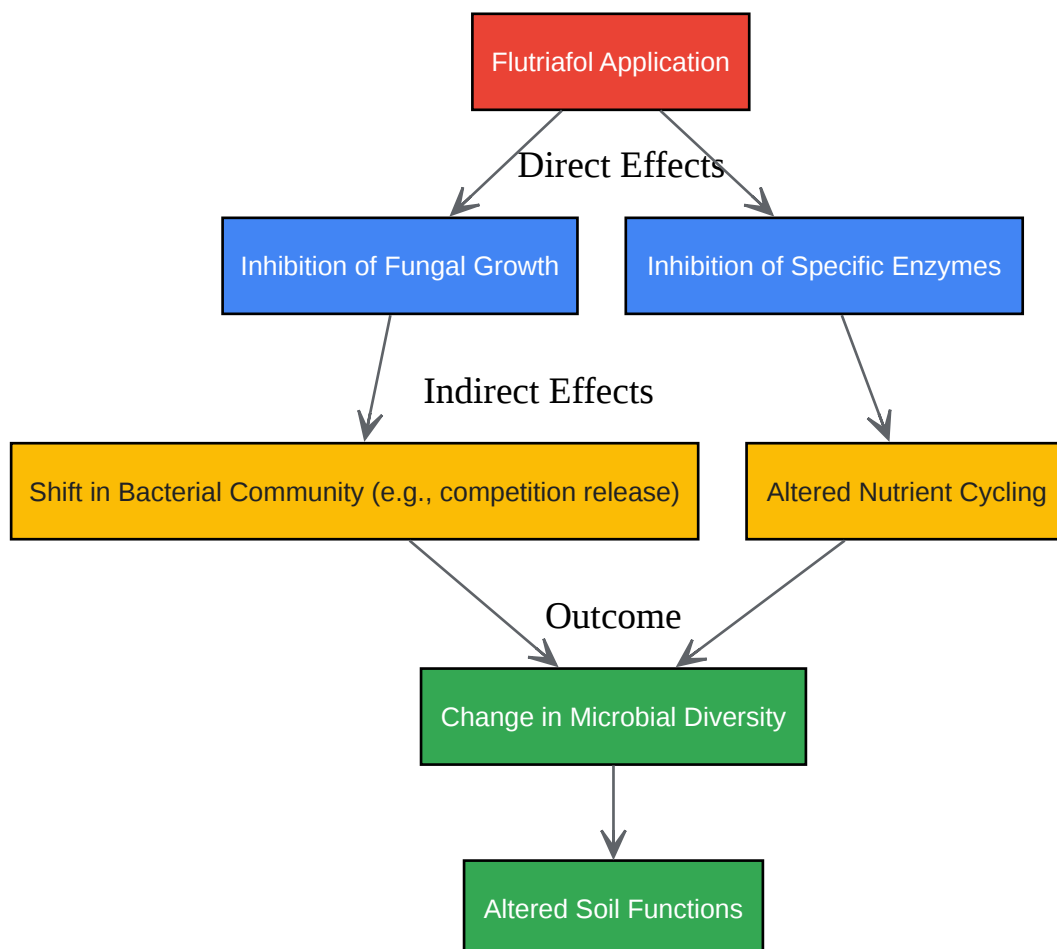 Flutriafol Application
Direct Effects
Inhibition of Fungal Growth
Inhibition of Specific Enzymes
Indirect Effects
Shift in Bacterial Community (e.g., competition release)
Altered Nutrient Cycling
Outcome
Change in Microbial Diversity
Altered Soil Functions